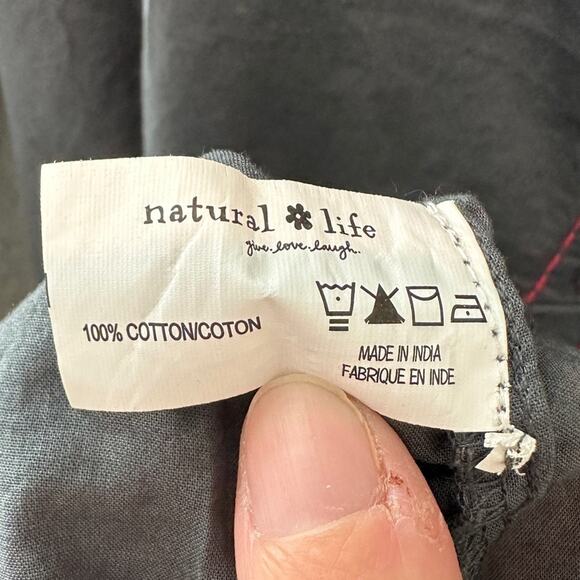 natural life
give.love.laugh.
100% COTTON/COTON
MADE IN INDIA
FABRIQUE EN INDE